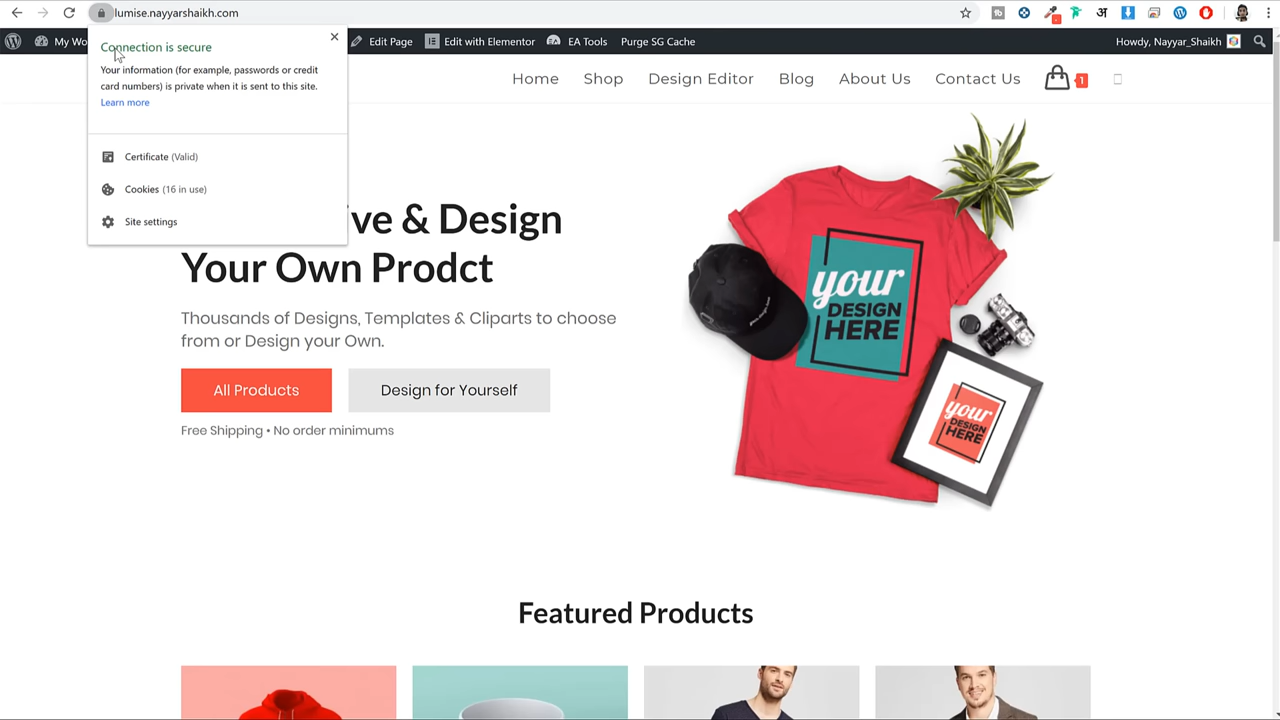 lumise.nayyarshaikh.com
My Wo
Edit Page
Edit with Elementor
EA Tools
Purge SG Cache
Howdy, Nayyar_Shaikh
Connection is secure
Your information (for example, passwords or credit
card numbers) is private when it is sent to this site.
Learn more
Certificate (Valid)
Cookies (16 in use)
Site settings
Home
Shop
Design Editor
Blog
About Us
Contact Us
1
ive & Design
Your Own Prodct
Thousands of Designs, Templates & Cliparts to choose
from or Design your Own.
All Products
Design for Yourself
Free Shipping • No order minimums
your
DESIGN
HERE
your
DESIGN
HERE
Featured Products